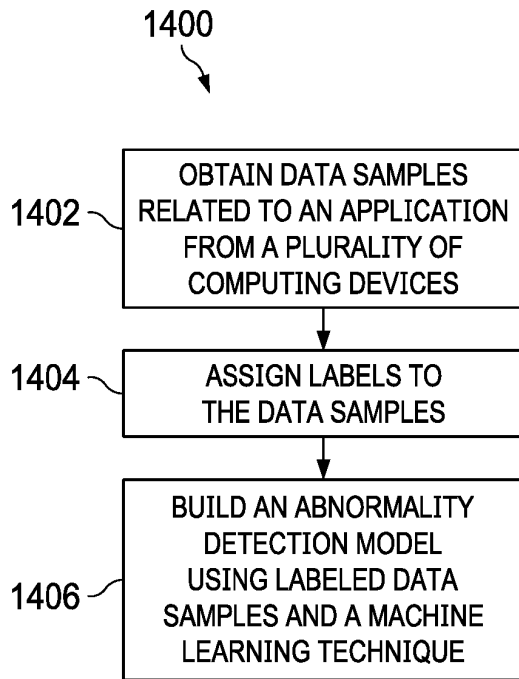 1400
1402
OBTAIN DATA SAMPLES
RELATED TO AN APPLICATION
FROM A PLURALITY OF
COMPUTING DEVICES
1404
ASSIGN LABELS TO
THE DATA SAMPLES
1406
BUILD AN ABNORMALITY
DETECTION MODEL
USING LABELED DATA
SAMPLES AND A MACHINE
LEARNING TECHNIQUE